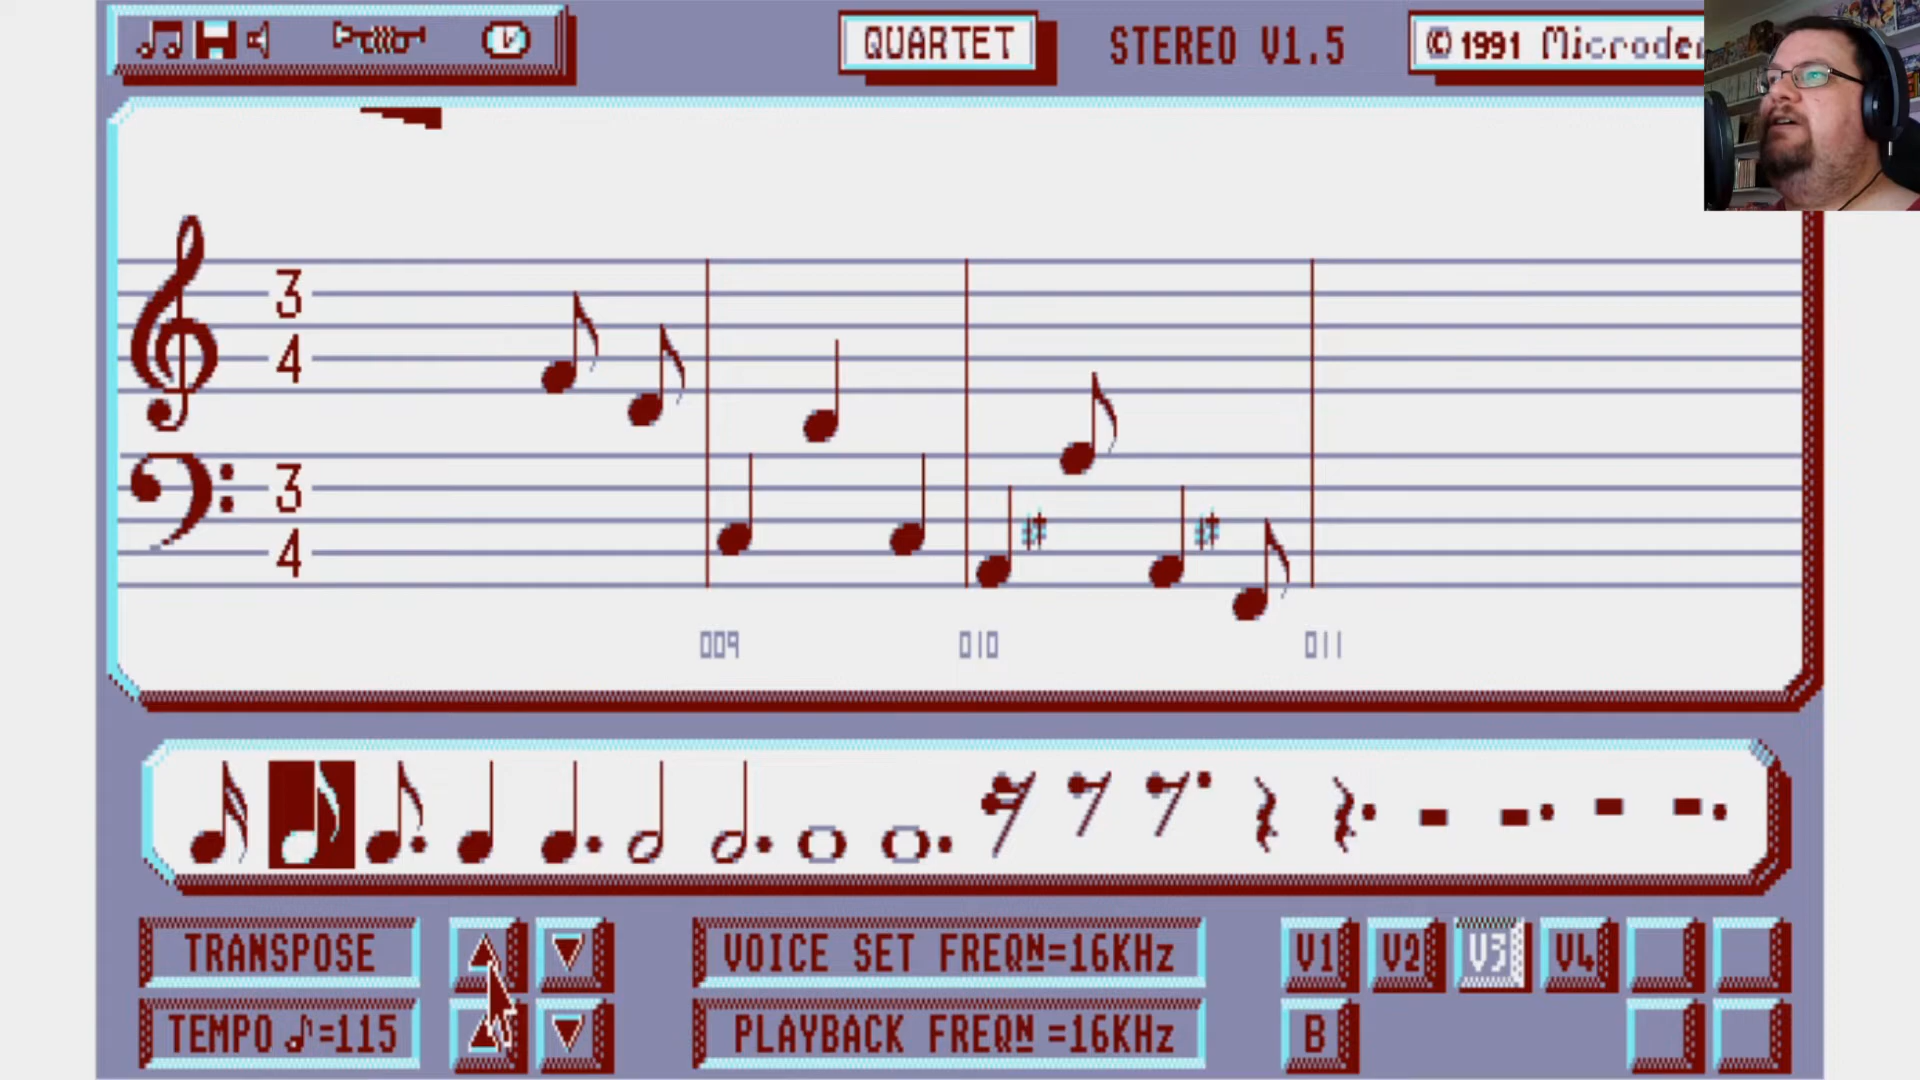 QUARTET STEREO V1.5 © 1991
3
4
3
4
009 010 011
TRANSPOSE VOICE SET FREQN=16KHz V1 V2 V3 V4
TEMPO ♪=115 PLAYBACK FREQN =16KHz B